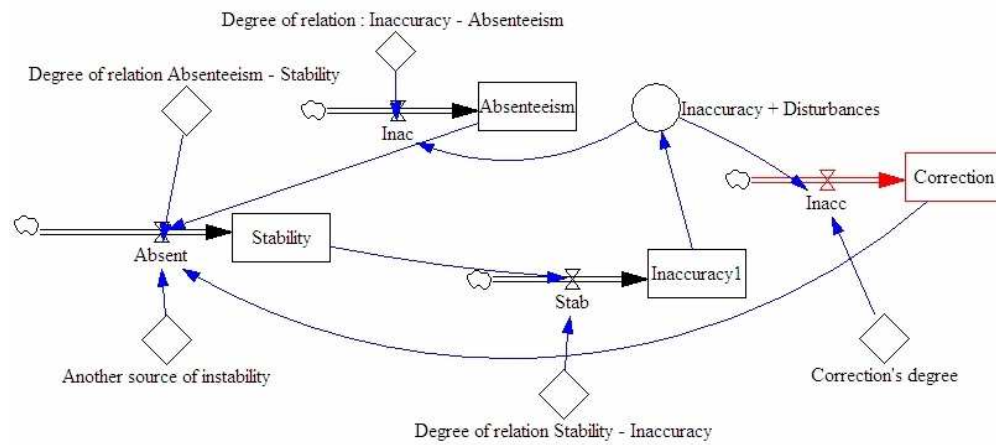 Degree of relation : Inaccuracy - Absenteeism
Degree of relation Absenteeism - Stability
Absenteeism
Inaccuracy + Disturbances
Inac
Correction
Inacc
Stability
Absent
Inaccuracy1
Stab
Another source of instability
Correction's degree
Degree of relation Stability - Inaccuracy